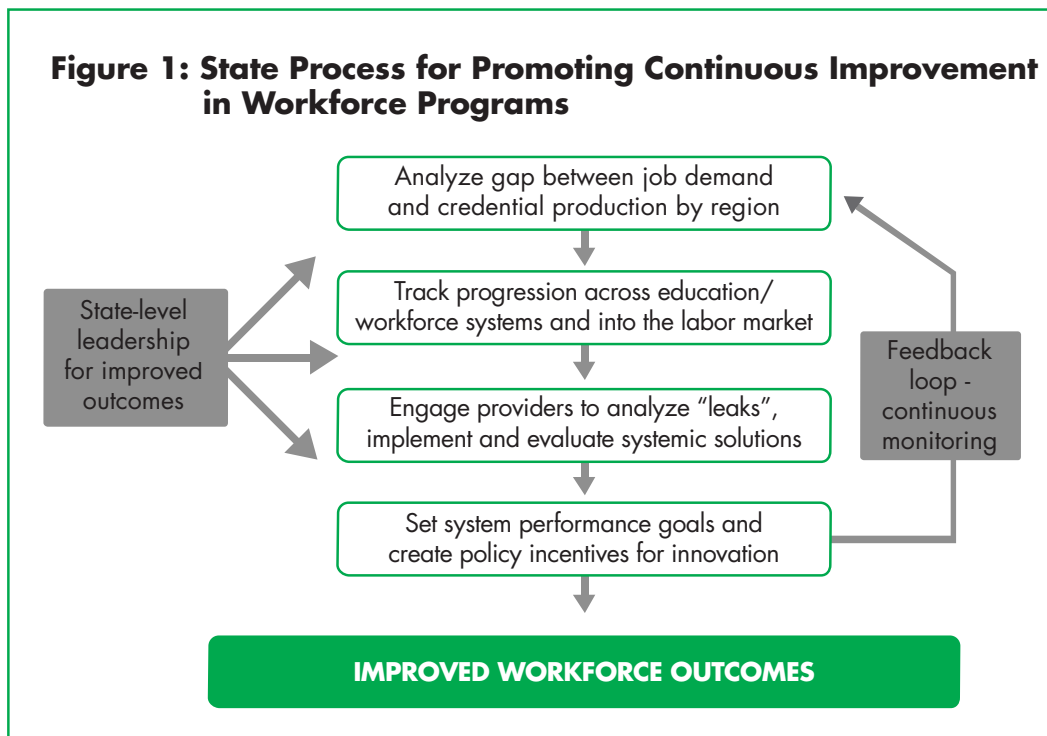 Figure 1: State Process for Promoting Continuous Improvement
in Workforce Programs
Analyze gap between job demand
and credential production by region
State-level
leadership
for improved
outcomes
Track progression across education/
workforce systems and into the labor market
Engage providers to analyze “leaks”,
implement and evaluate systemic solutions
Set system performance goals and
create policy incentives for innovation
Feedback
loop -
continuous
monitoring
IMPROVED WORKFORCE OUTCOMES